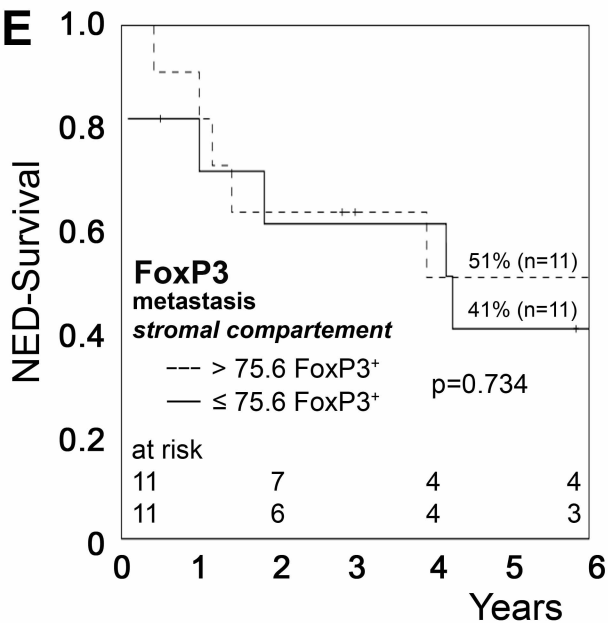 E
1.0
0.8
0.6
0.4
0.2
0
NED-Survival
51% (n=11)
41% (n=11)
FoxP3
metastasis
stromal compartement
> 75.6 FoxP3⁺
≤ 75.6 FoxP3⁺
p=0.734
at risk
11 7 4 4
11 6 4 3
0 1 2 3 4 5 6
Years